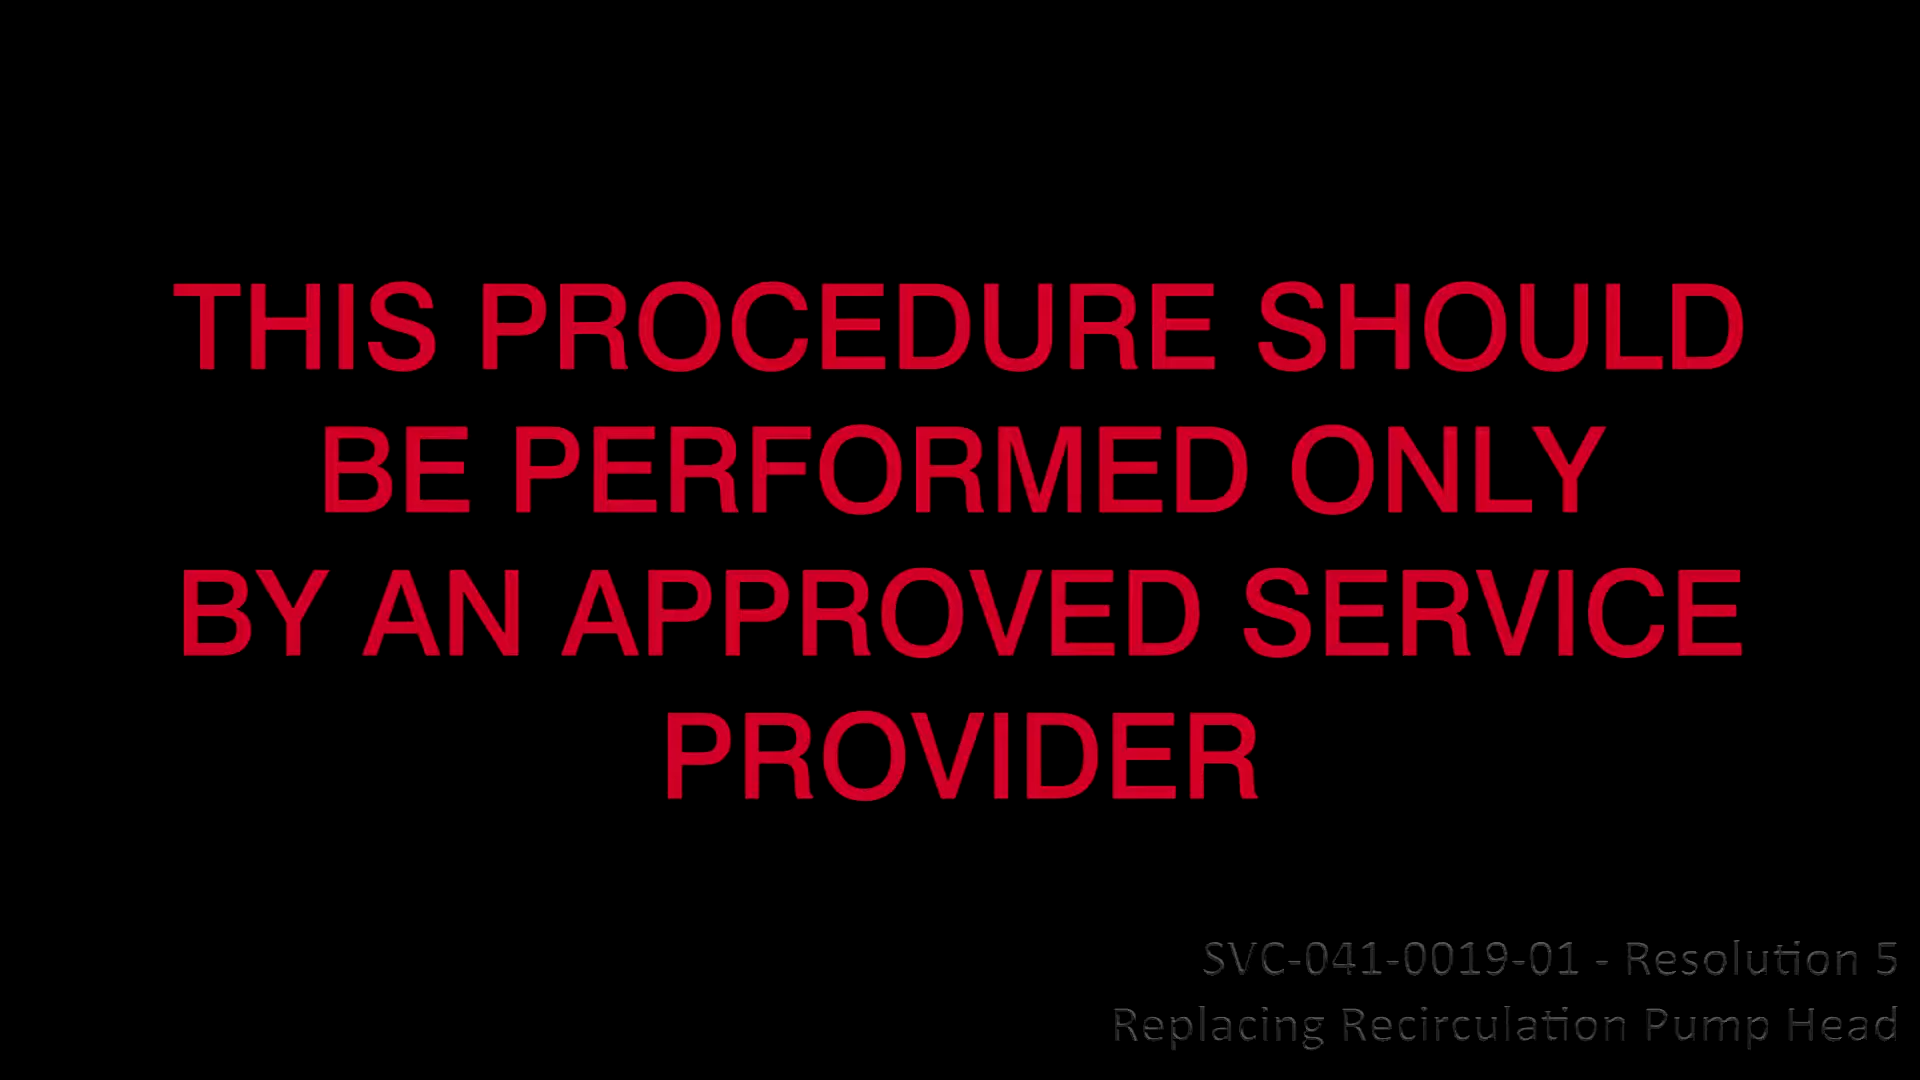 THIS PROCEDURE SHOULD
BE PERFORMED ONLY
BY AN APPROVED SERVICE
PROVIDER
SVC-041-0019-01 - Resolution 5
Replacing Recirculation Pump Head